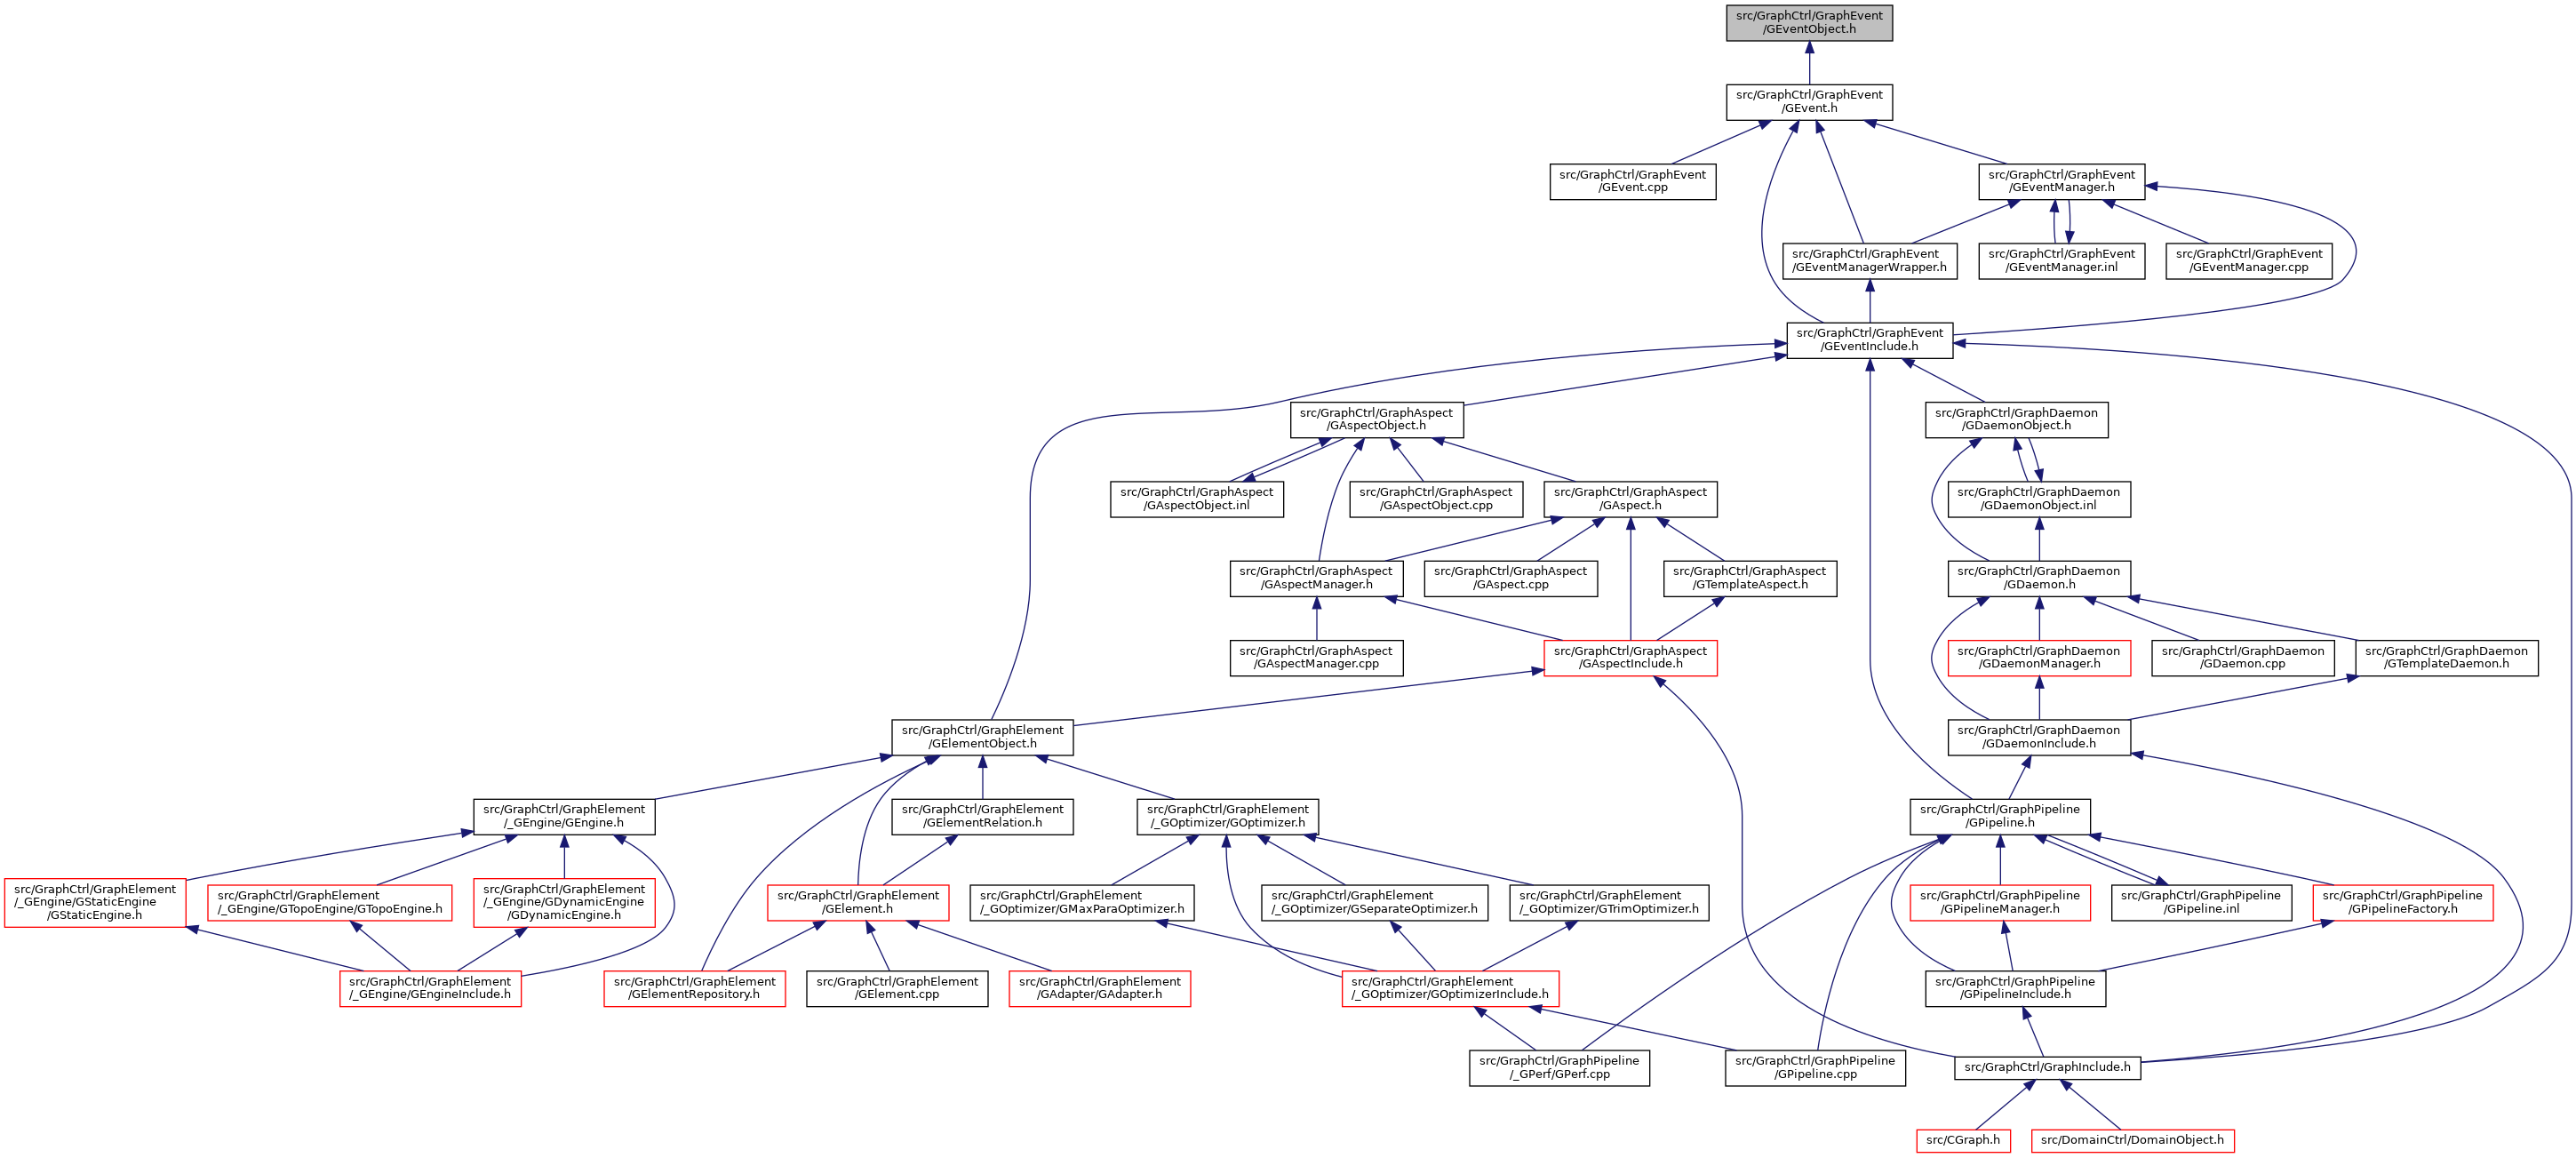 src/GraphCtrl/GraphEvent
/GEventObject.h
src/GraphCtrl/GraphEvent
/GEvent.h
src/GraphCtrl/GraphEvent
/GEvent.cpp
src/GraphCtrl/GraphEvent
/GEventManager.h
src/GraphCtrl/GraphEvent
/GEventManagerWrapper.h
src/GraphCtrl/GraphEvent
/GEventManager.inl
src/GraphCtrl/GraphEvent
/GEventManager.cpp
src/GraphCtrl/GraphEvent
/GEventInclude.h
src/GraphCtrl/GraphAspect
/GAspectObject.h
src/GraphCtrl/GraphDaemon
/GDaemonObject.h
src/GraphCtrl/GraphAspect
/GAspectObject.inl
src/GraphCtrl/GraphAspect
/GAspectObject.cpp
src/GraphCtrl/GraphAspect
/GAspect.h
src/GraphCtrl/GraphDaemon
/GDaemonObject.inl
src/GraphCtrl/GraphAspect
/GAspectManager.h
src/GraphCtrl/GraphAspect
/GAspect.cpp
src/GraphCtrl/GraphAspect
/GTemplateAspect.h
src/GraphCtrl/GraphDaemon
/GDaemon.h
src/GraphCtrl/GraphAspect
/GAspectManager.cpp
src/GraphCtrl/GraphAspect
/GAspectInclude.h
src/GraphCtrl/GraphDaemon
/GDaemonManager.h
src/GraphCtrl/GraphDaemon
/GDaemon.cpp
src/GraphCtrl/GraphDaemon
/GTemplateDaemon.h
src/GraphCtrl/GraphElement
/GElementObject.h
src/GraphCtrl/GraphDaemon
/GDaemonInclude.h
src/GraphCtrl/GraphElement
/_GEngine/GEngine.h
src/GraphCtrl/GraphElement
/GElementRelation.h
src/GraphCtrl/GraphElement
/_GOptimizer/GOptimizer.h
src/GraphCtrl/GraphPipeline
/GPipeline.h
src/GraphCtrl/GraphElement
/_GEngine/GStaticEngine
/GStaticEngine.h
src/GraphCtrl/GraphElement
/_GEngine/GTopoEngine/GTopoEngine.h
src/GraphCtrl/GraphElement
/_GEngine/GDynamicEngine
/GDynamicEngine.h
src/GraphCtrl/GraphElement
/GElement.h
src/GraphCtrl/GraphElement
/_GOptimizer/GMaxParaOptimizer.h
src/GraphCtrl/GraphElement
/_GOptimizer/GSeparateOptimizer.h
src/GraphCtrl/GraphElement
/_GOptimizer/GTrimOptimizer.h
src/GraphCtrl/GraphPipeline
/GPipelineManager.h
src/GraphCtrl/GraphPipeline
/GPipeline.inl
src/GraphCtrl/GraphPipeline
/GPipelineFactory.h
src/GraphCtrl/GraphElement
/_GEngine/GEngineInclude.h
src/GraphCtrl/GraphElement
/GElementRepository.h
src/GraphCtrl/GraphElement
/GElement.cpp
src/GraphCtrl/GraphElement
/GAdapter/GAdapter.h
src/GraphCtrl/GraphElement
/_GOptimizer/GOptimizerInclude.h
src/GraphCtrl/GraphPipeline
/GPipelineInclude.h
src/GraphCtrl/GraphPipeline
/_GPerf/GPerf.cpp
src/GraphCtrl/GraphPipeline
/GPipeline.cpp
src/GraphCtrl/GraphInclude.h
src/CGraph.h
src/DomainCtrl/DomainObject.h